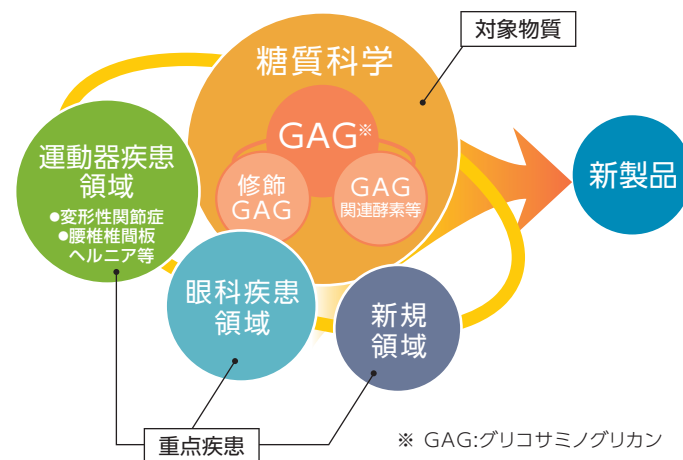 対象物質
糖質科学
GAG※
修飾
GAG
GAG
関連酵素等
運動器疾患
領域
●変形性関節症
●腰椎椎間板
ヘルニア等
新製品
眼科疾患
領域
新規
領域
重点疾患
※ GAG:グリコサミノグリカン